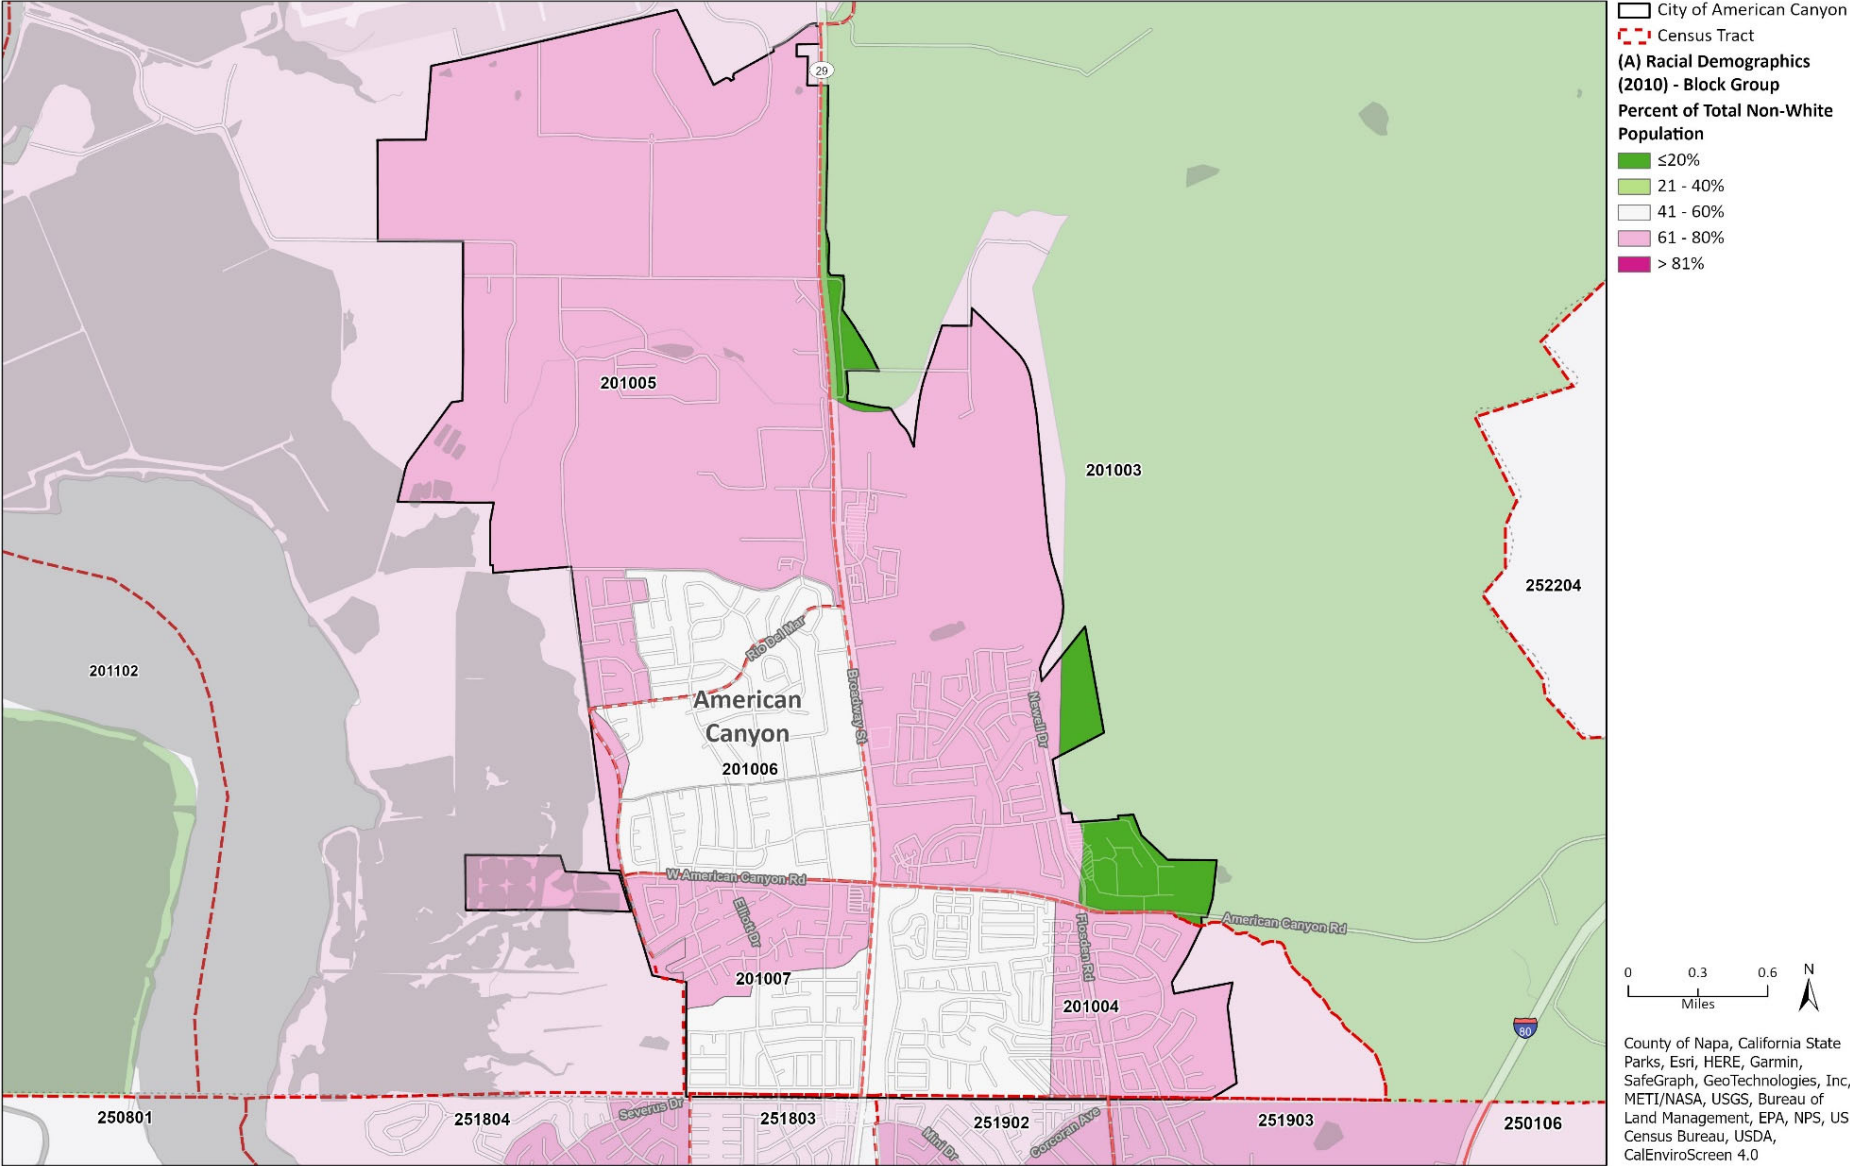 City of American Canyon
Census Tract
(A) Racial Demographics
(2010) - Block Group
Percent of Total Non-White
Population
≤20%
21 - 40%
41 - 60%
61 - 80%
> 81%
29
201005
201003
252204
201102
Rio Del Mar
American
Canyon
Broadway St
Newell Dr
201006
W American Canyon Rd
Elliott Dr
American Canyon Rd
Flosden Rd
201007
201004
80
0 0.3 0.6
Miles
N
250801
251804
Severus Dr
251803
Mini Dr
251902
Corcoran Ave
251903
250106
County of Napa, California State
Parks, Esri, HERE, Garmin,
SafeGraph, GeoTechnologies, Inc,
METI/NASA, USGS, Bureau of
Land Management, EPA, NPS, US
Census Bureau, USDA,
CalEnviroScreen 4.0